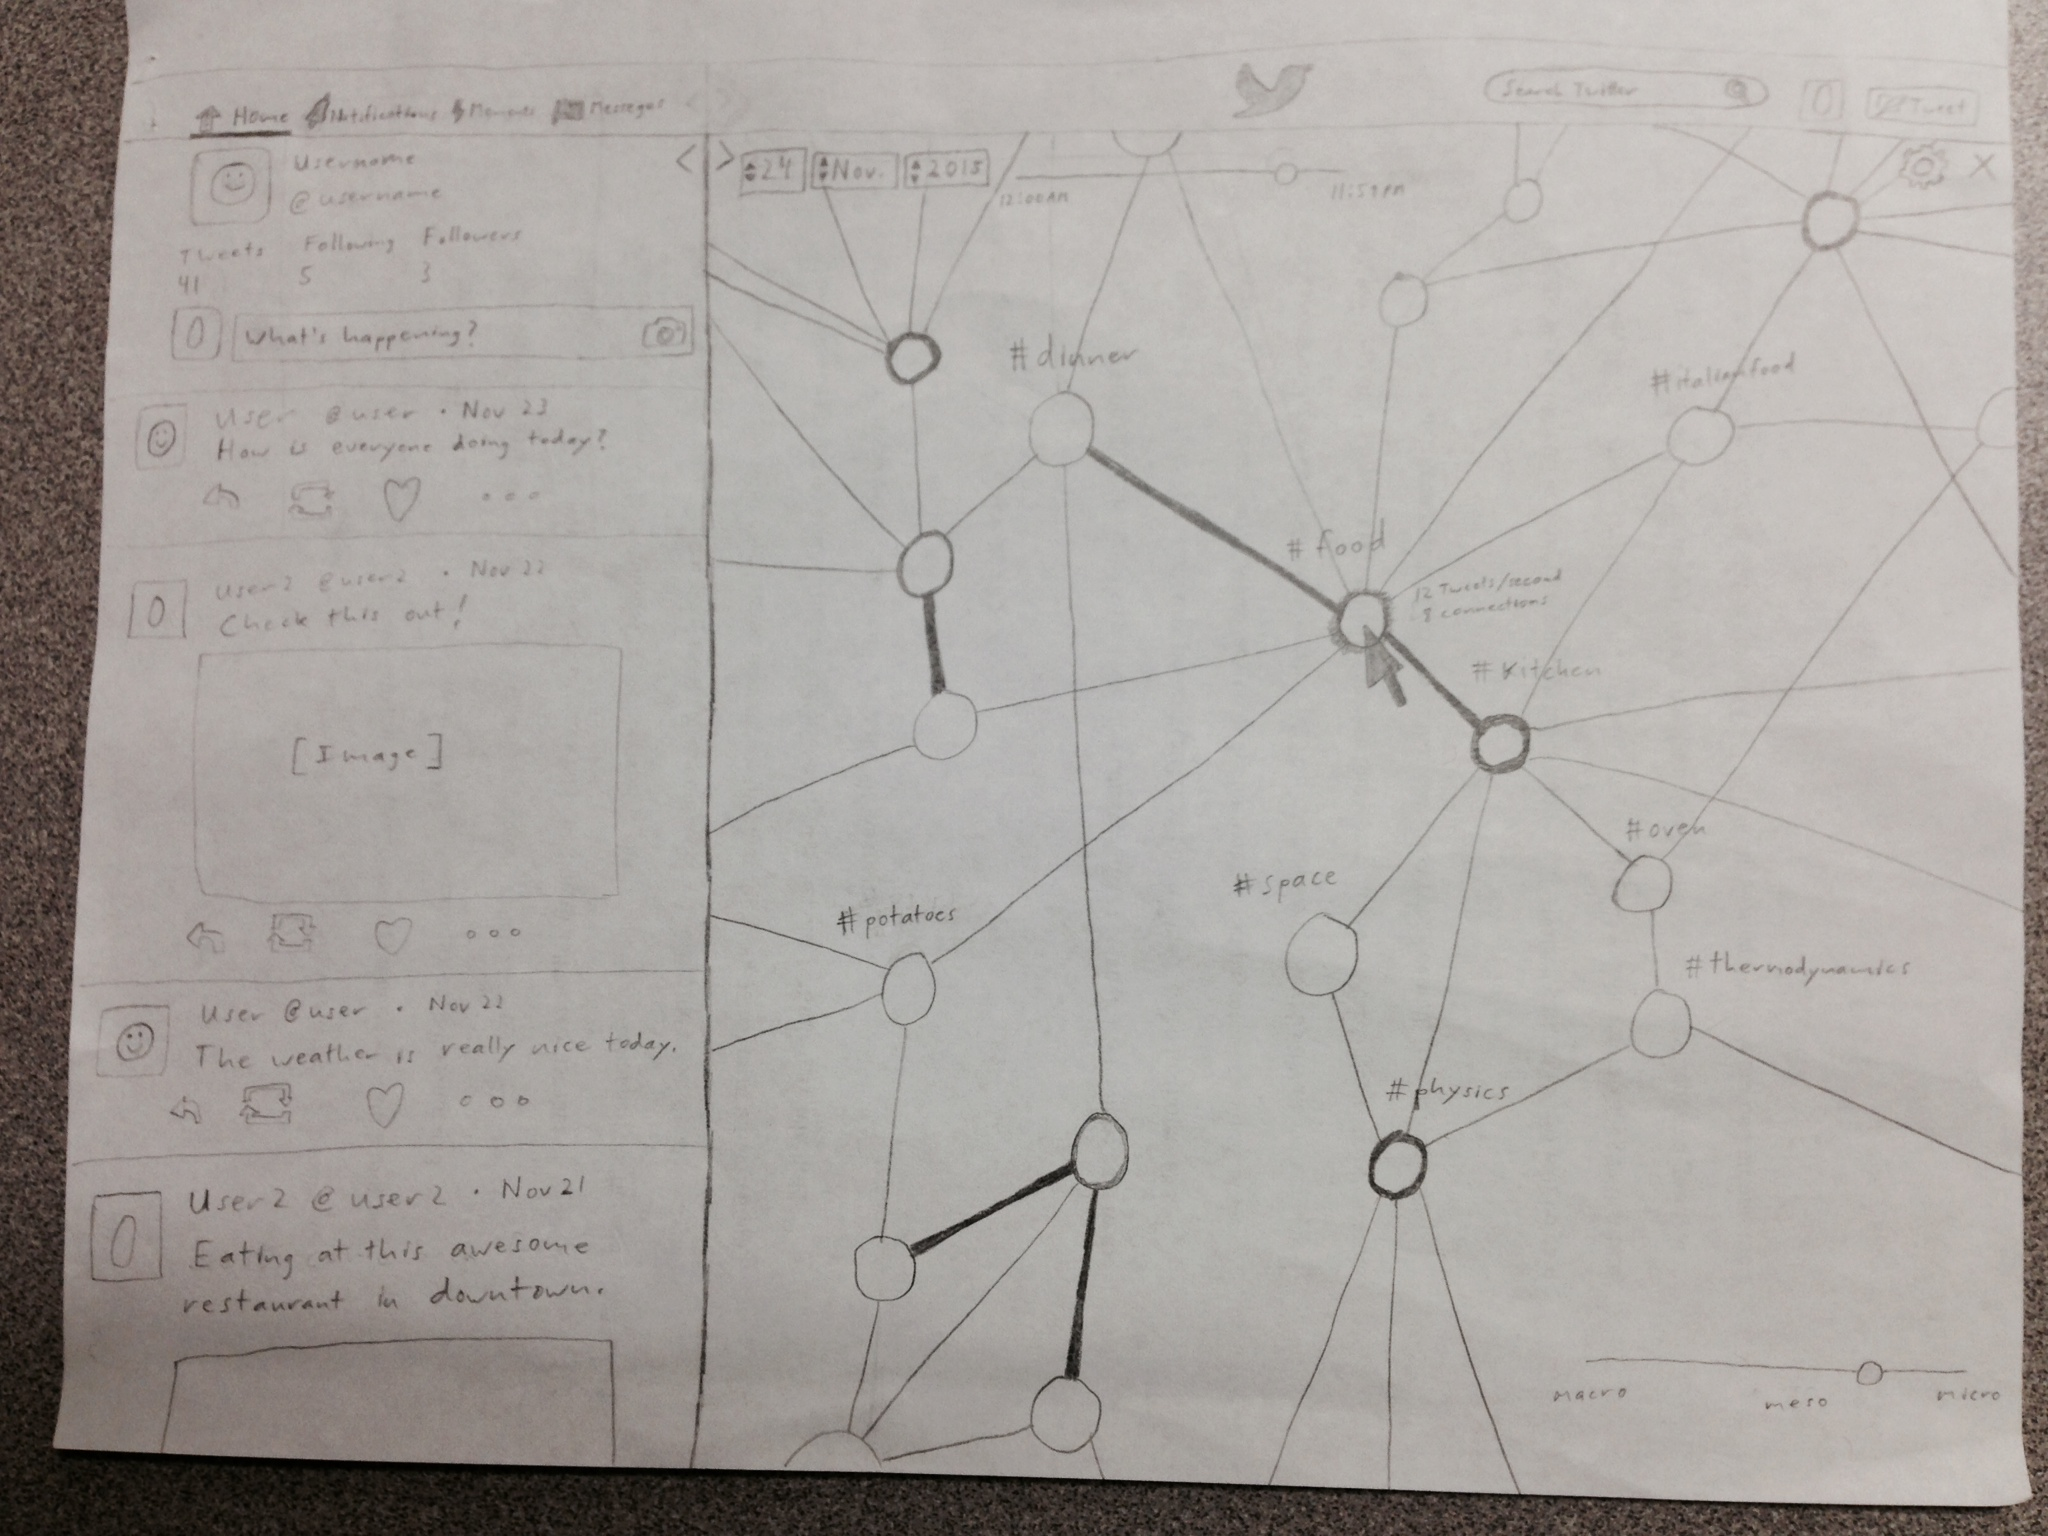 Home Notifications Moments Messages
Search Twitter
Tweet
Username
@username
Tweets Following Followers
41 5 3
What's happening?
User @user · Nov 23
How is everyone doing today?
User2 @user2 · Nov 22
Check this out!
[Image]
User @user · Nov 22
The weather is really nice today.
User2 @user2 · Nov 21
Eating at this awesome
restaurant in downtown.
< >
24 Nov. 2015
12:00AM 11:59PM
X
#dinner
#italianfood
#food
12 Tweets/second
8 connections
#kitchen
#oven
#space
#potatoes
#thermodynamics
#physics
macro meso micro